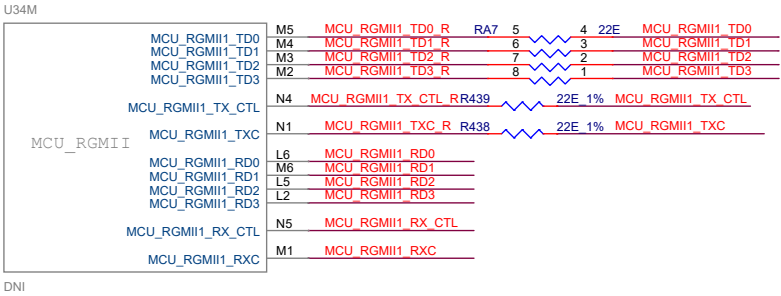 U34M
MCU_RGMII1_TD0 M5 MCU_RGMII1_TD0_R RA7 5 4 22E MCU_RGMII1_TD0
MCU_RGMII1_TD1 M4 MCU_RGMII1_TD1_R 6 3 MCU_RGMII1_TD1
MCU_RGMII1_TD2 M3 MCU_RGMII1_TD2_R 7 2 MCU_RGMII1_TD2
MCU_RGMII1_TD3 M2 MCU_RGMII1_TD3_R 8 1 MCU_RGMII1_TD3
MCU_RGMII1_TX_CTL N4 MCU_RGMII1_TX_CTL_R R439 22E_1% MCU_RGMII1_TX_CTL
MCU_RGMII1_TXC N1 MCU_RGMII1_TXC_R R438 22E_1% MCU_RGMII1_TXC
MCU_RGMII
MCU_RGMII1_RD0 L6 MCU_RGMII1_RD0
MCU_RGMII1_RD1 M6 MCU_RGMII1_RD1
MCU_RGMII1_RD2 L5 MCU_RGMII1_RD2
MCU_RGMII1_RD3 L2 MCU_RGMII1_RD3
MCU_RGMII1_RX_CTL N5 MCU_RGMII1_RX_CTL
MCU_RGMII1_RXC M1 MCU_RGMII1_RXC
DNI